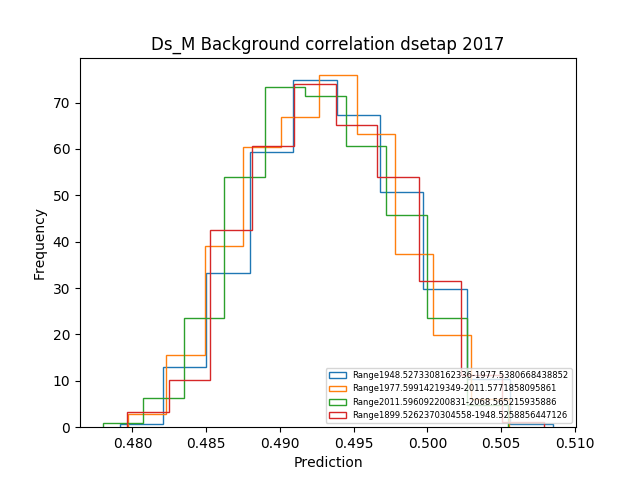 Ds_M Background correlation dsetap 2017
Frequency
70
60
50
40
30
20
10
0
Range1948.5273308162336-1977.5380668438852
Range1977.59914219349-2011.5771858095861
Range2011.596092200831-2068.565215935886
Range1899.5262370304558-1948.5258856447126
0.480 0.485 0.490 0.495 0.500 0.505 0.510
Prediction